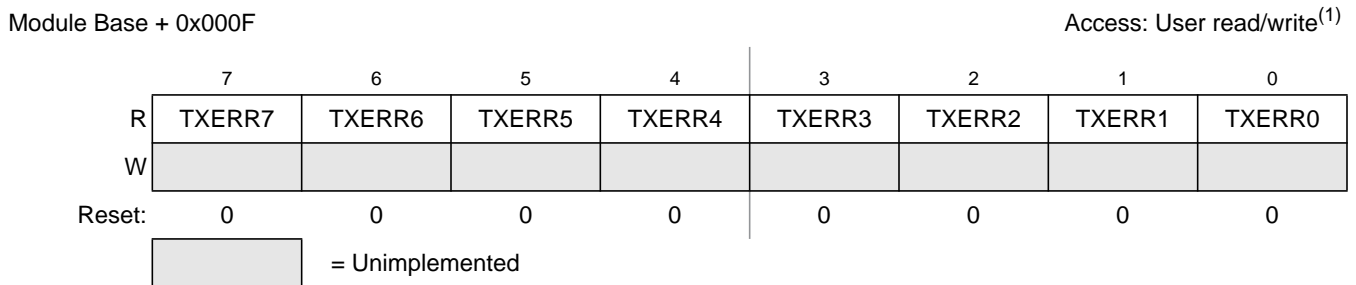 Module Base + 0x000F Access: User read/write(1)
7 6 5 4 3 2 1 0
R TXERR7 TXERR6 TXERR5 TXERR4 TXERR3 TXERR2 TXERR1 TXERR0
W
Reset: 0 0 0 0 0 0 0 0
= Unimplemented